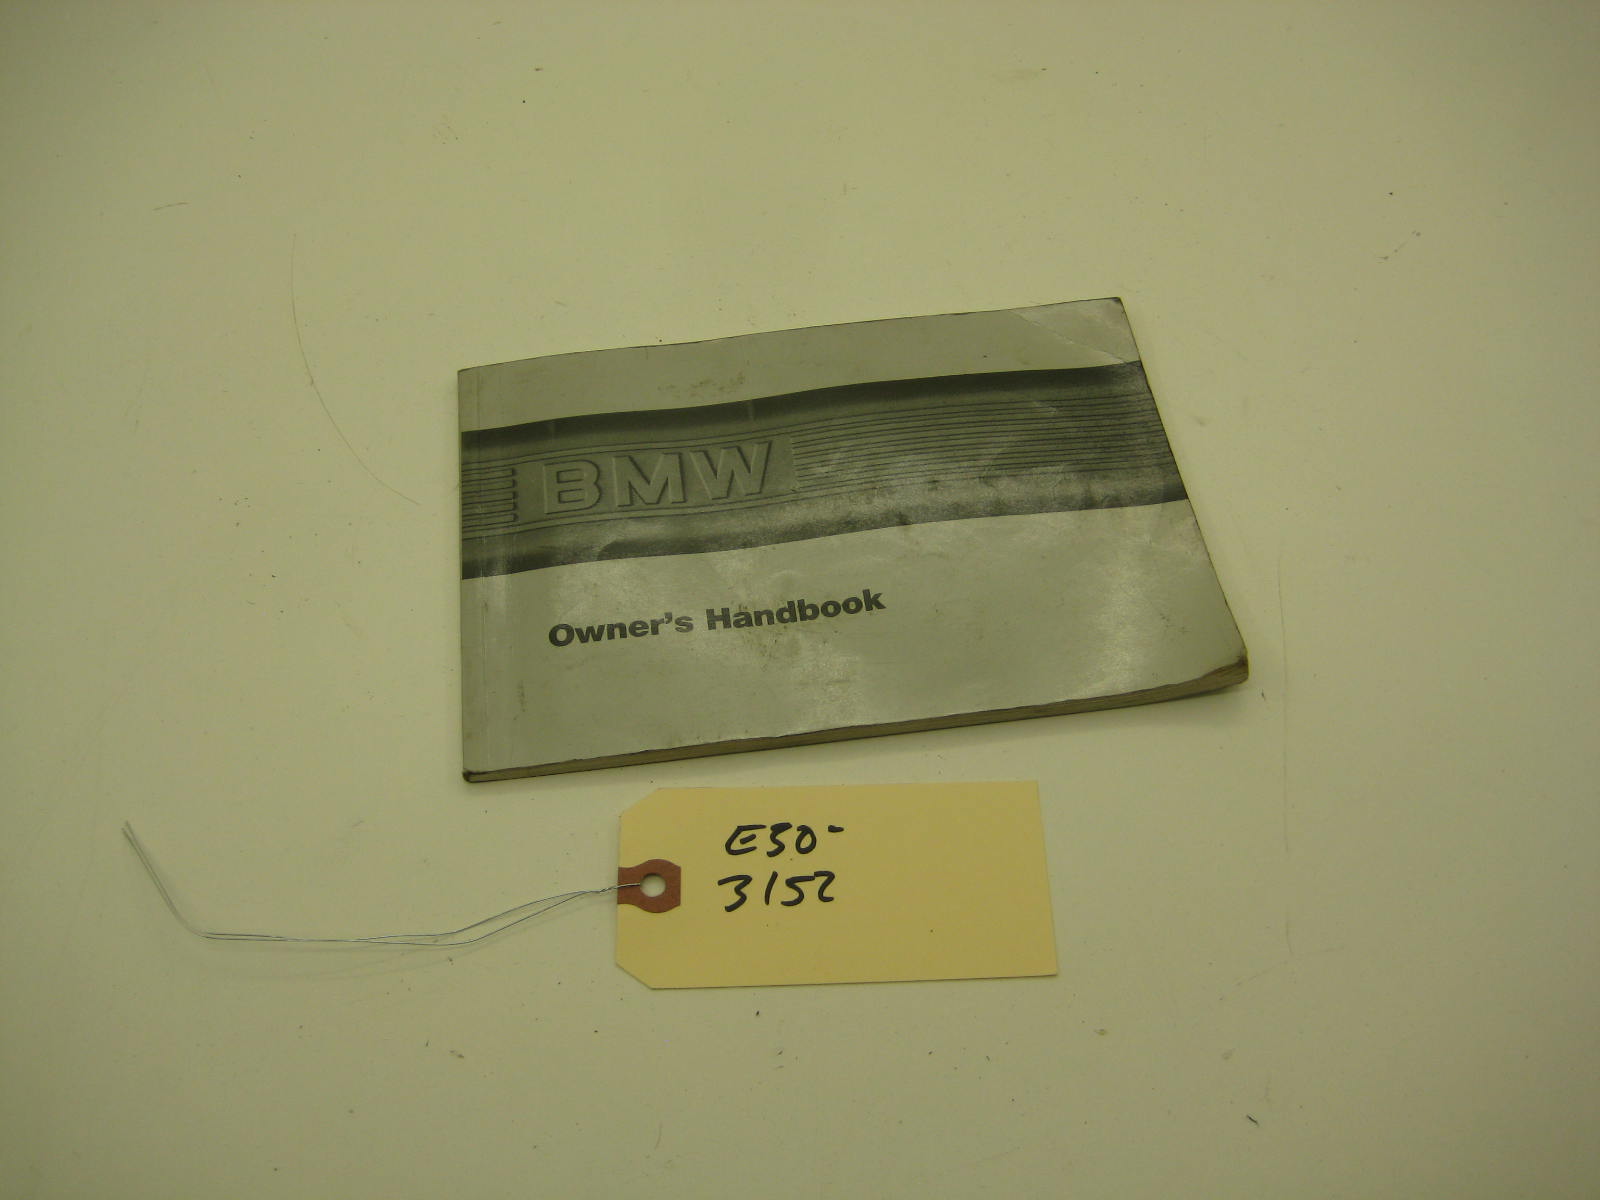 BMW
Owner's Handbook
E30-
3152